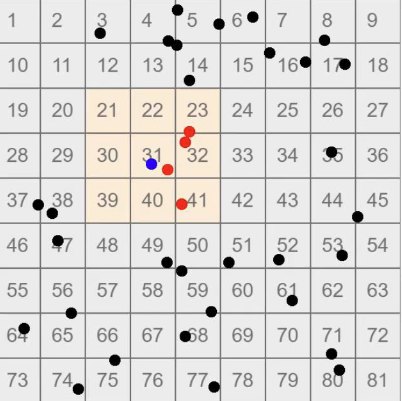 1 2 3 4 5 6 7 8 9
10 11 12 13 14 15 16 17 18
19 20 21 22 23 24 25 26 27
28 29 30 31 32 33 34 35 36
37 38 39 40 41 42 43 44 45
46 47 48 49 50 51 52 53 54
55 56 57 58 59 60 61 62 63
64 65 66 67 68 69 70 71 72
73 74 75 76 77 78 79 80 81